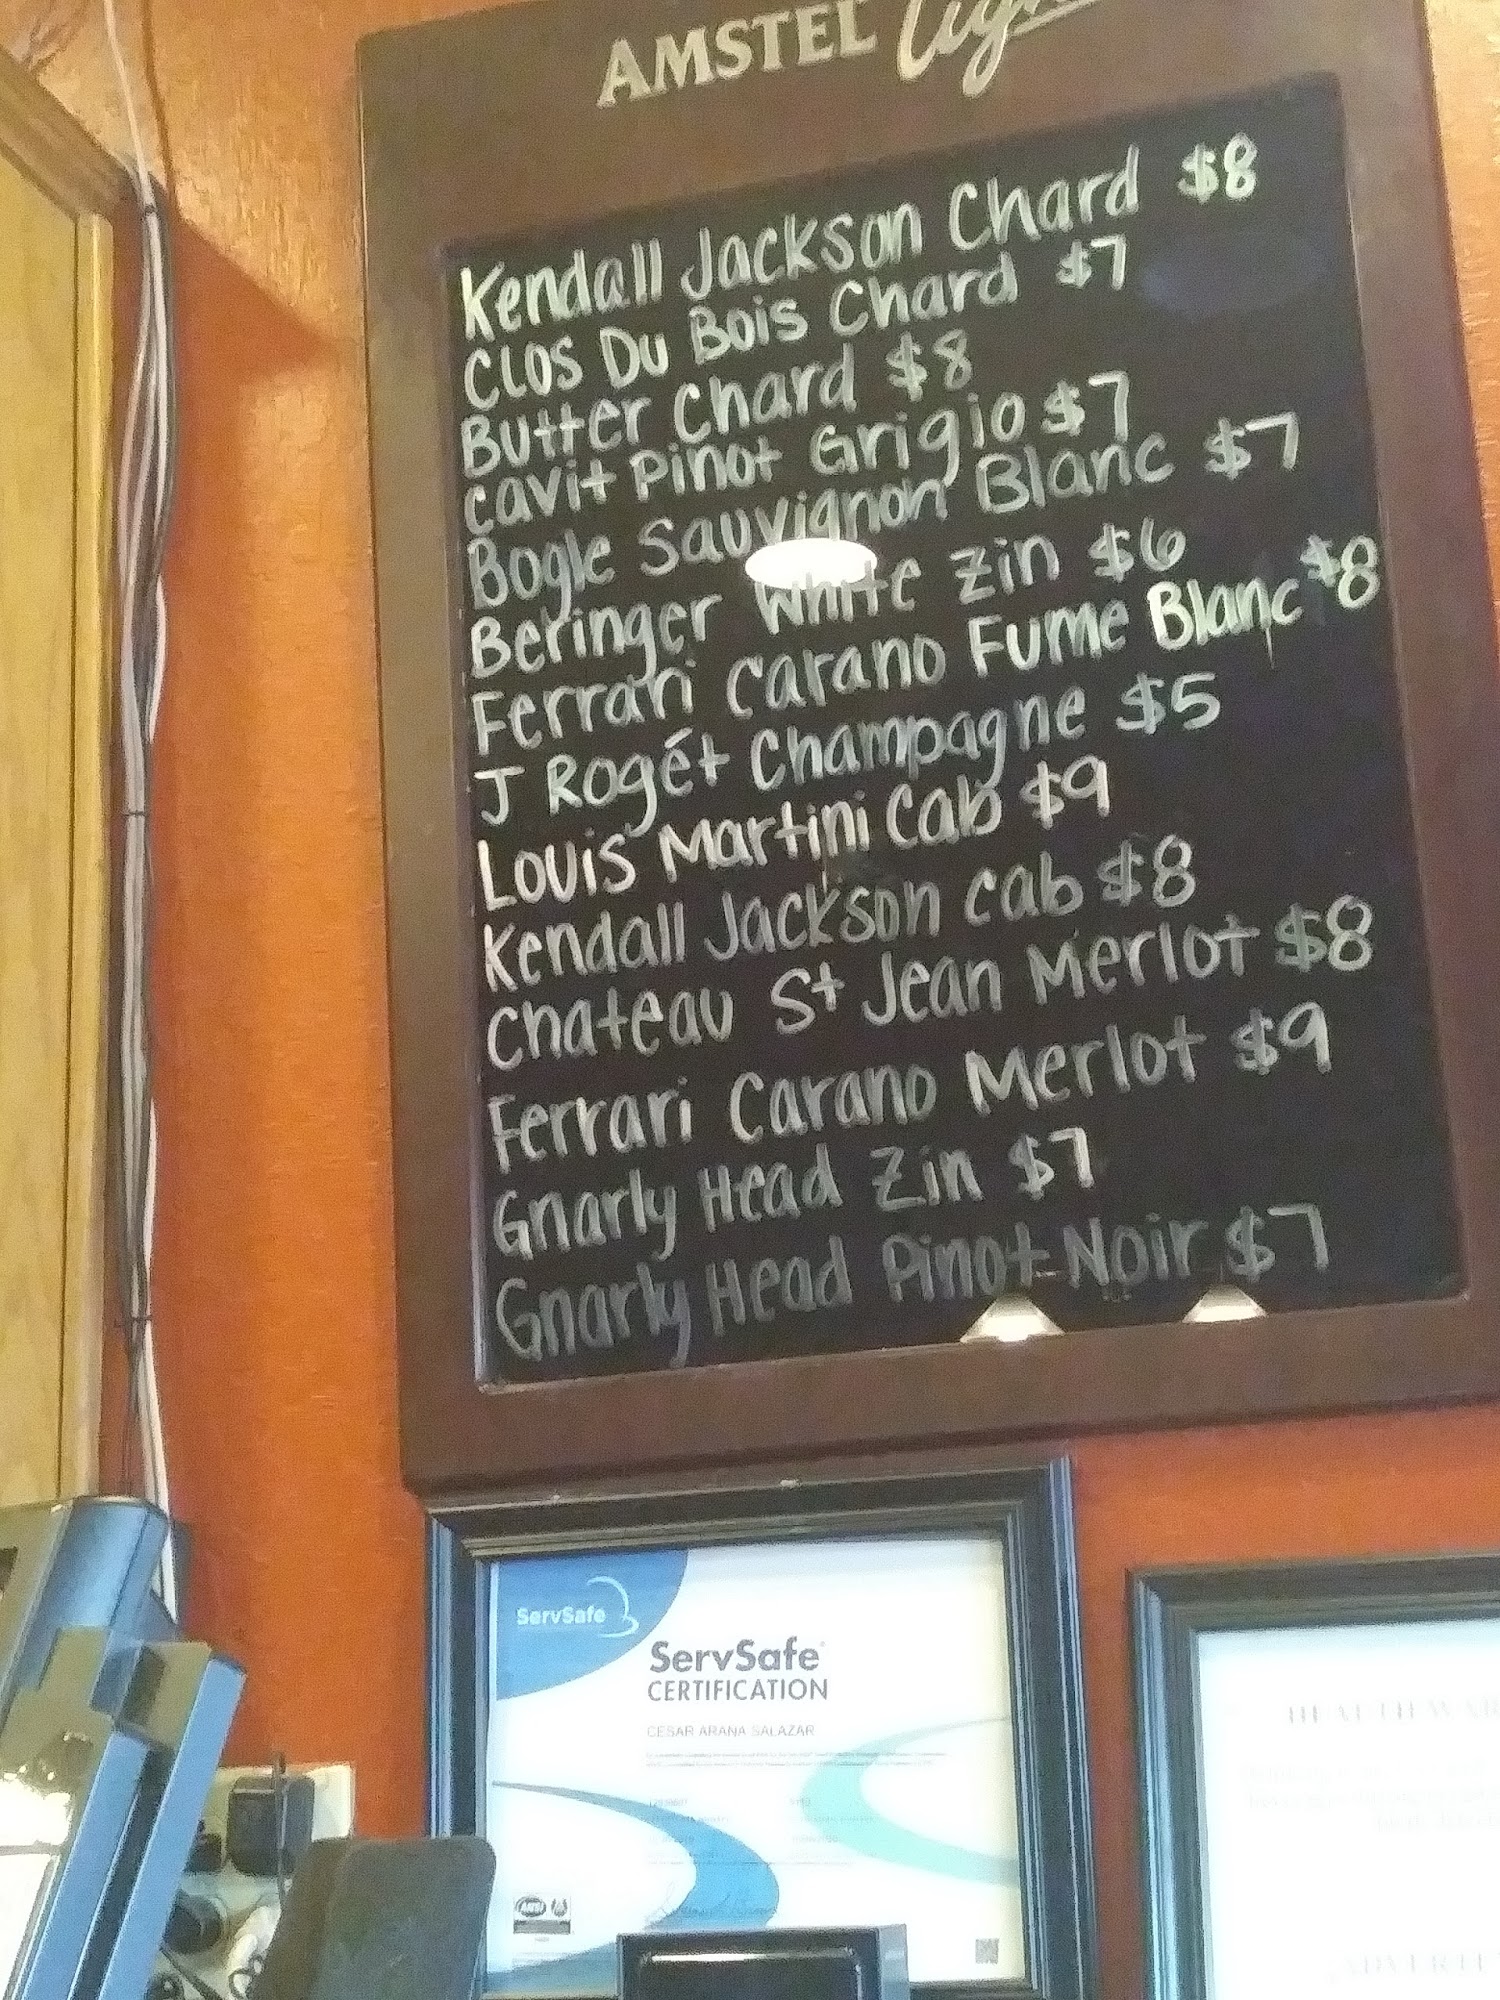 AMSTEL Light
Kendall Jackson Chard $8
Clos Du Bois Chard $7
Butter Chard $8
Cavit Pinot Grigio $7
Bogle Sauvignon Blanc $7
Beringer White Zin $6
Ferrari Carano Fume Blanc $8
J Rogét Champagne $5
Louis Martini Cab $9
Kendall Jackson Cab $8
Chateau St Jean Merlot $8
Ferrari Carano Merlot $9
Gnarly Head Zin $7
Gnarly Head Pinot Noir $7
ServSafe
ServSafe
CERTIFICATION
CESAR ARANA SALAZAR
ANSI